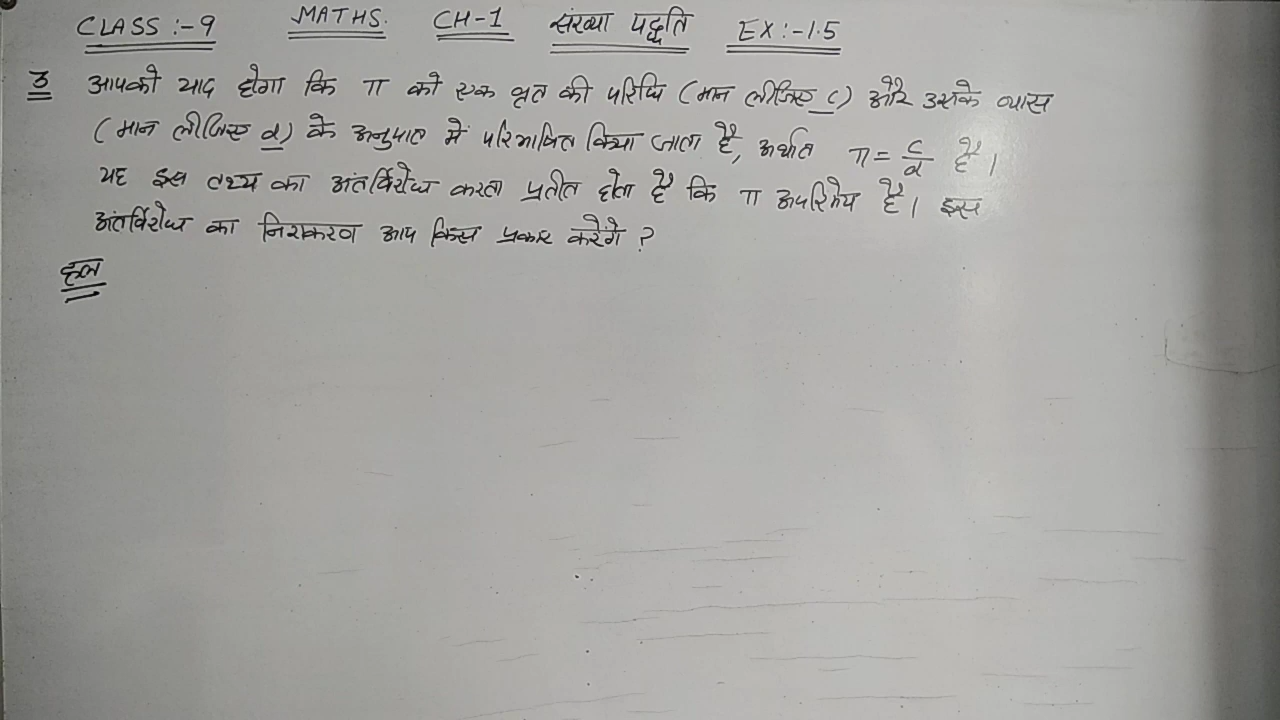 CLASS :- 9 MATHS. CH-1 संख्या पद्धति EX:-1.5
3 आपको याद होगा कि π को एक वृत की परिधि (मान लीजिए c) और उसके व्यास
(मान लीजिए d) के अनुपात में परिभाषित किया जाता है, अर्थात π = c/d है।
यह इस तथ्य का अंतर्विरोध करता प्रतीत होता है कि π अपरिमेय है। इस
अंतर्विरोध का निराकरण आप किस प्रकार करेंगे ?
हल